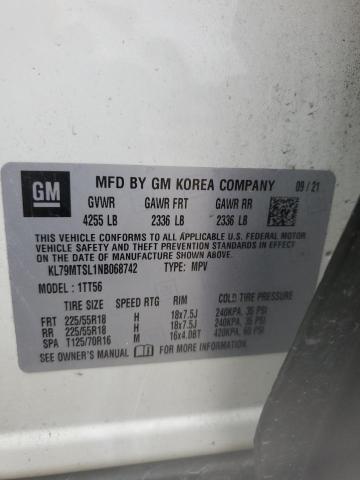 GM
MFD BY GM KOREA COMPANY 09/21
GVWR GAWR FRT GAWR RR
4255 LB 2336 LB 2336 LB
THIS VEHICLE CONFORMS TO ALL APPLICABLE U.S. FEDERAL MOTOR
VEHICLE SAFETY, BUMPER, AND THEFT PREVENTION STANDARDS IN
EFFECT ON THE DATE OF MANUFACTURE SHOWN ABOVE.
KL79MTSL1NB068742 TYPE: MPV
MODEL: 1TT56
SPEED RTG RIM COLD TIRE PRESSURE
FRT 225/55R18 H 18x7.5J 240KPA, 35 PSI
RR 225/55R18 H 18x7.5J 240KPA, 35 PSI
SPA T125/70R16 M 16x4.0BT 420KPA, 60 PSI
SEE OWNER'S MANUAL FOR MORE INFORMATION.